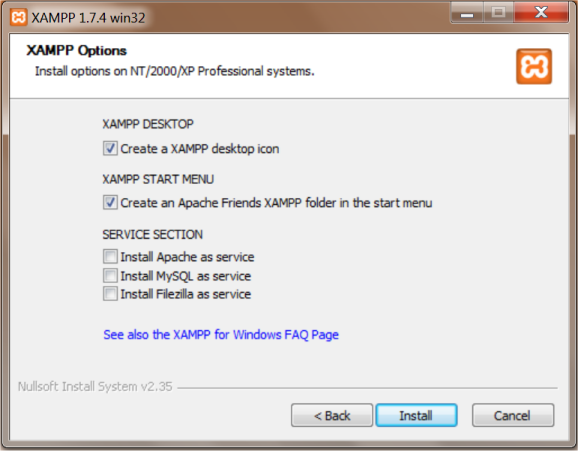 XAMPP 1.7.4 win32
XAMPP Options
Install options on NT/2000/XP Professional systems.
XAMPP DESKTOP
Create a XAMPP desktop icon
XAMPP START MENU
Create an Apache Friends XAMPP folder in the start menu
SERVICE SECTION
Install Apache as service
Install MySQL as service
Install Filezilla as service
See also the XAMPP for Windows FAQ Page
Nullsoft Install System v2.35
< Back Install Cancel